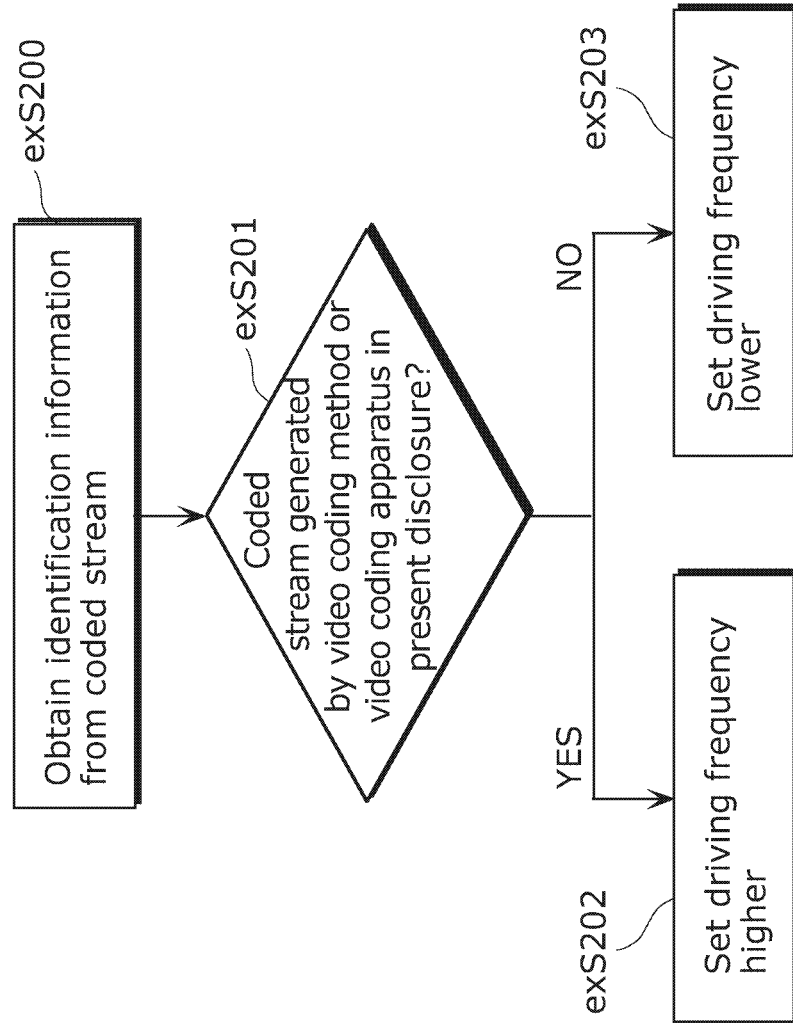 exS200
Obtain identification information
from coded stream
exS201
Coded
stream generated
by video coding method or
video coding apparatus in
present disclosure?
YES
NO
exS202
Set driving frequency
higher
exS203
Set driving frequency
lower